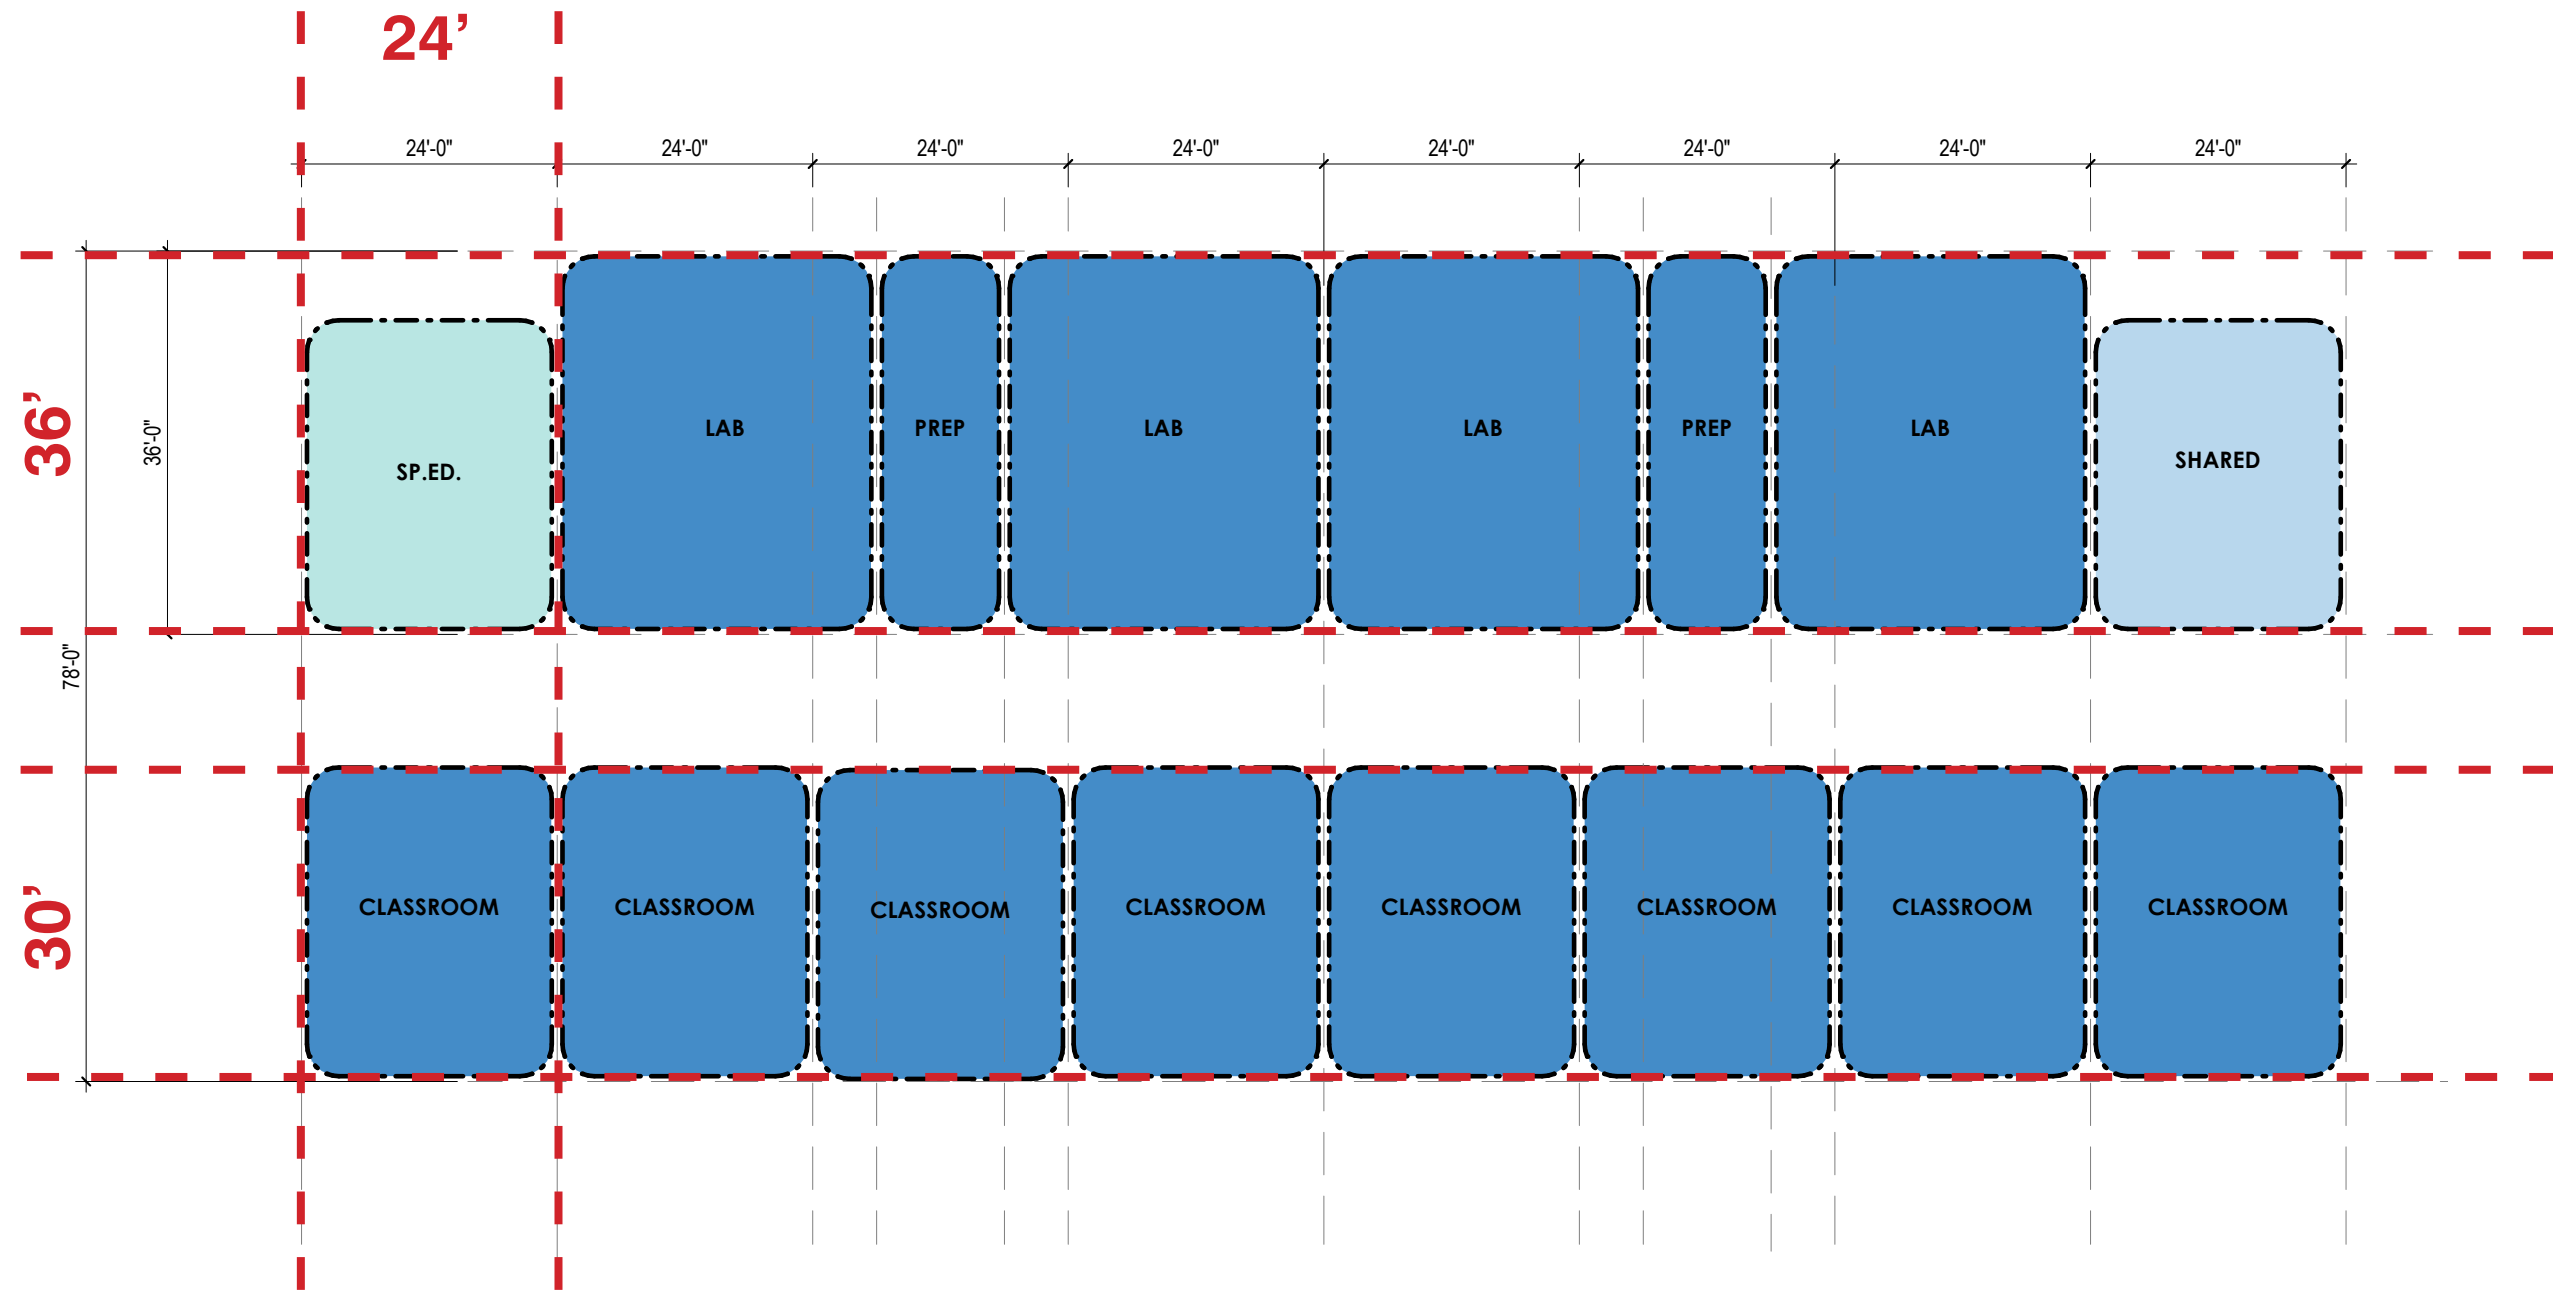 24’
24'-0" 24'-0" 24'-0" 24'-0" 24'-0" 24'-0" 24'-0" 24'-0"
36’
36'-0"
78'-0"
SP.ED.
LAB
PREP
LAB
LAB
PREP
LAB
SHARED
30’
CLASSROOM
CLASSROOM
CLASSROOM
CLASSROOM
CLASSROOM
CLASSROOM
CLASSROOM
CLASSROOM